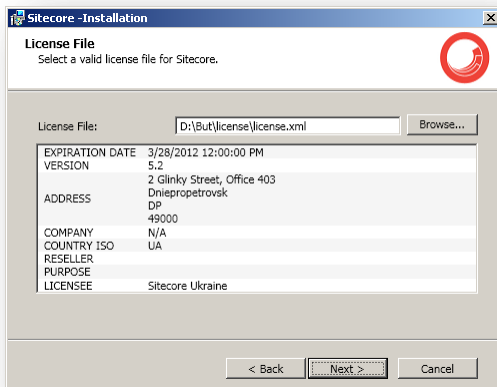 Sitecore -Installation
License File
Select a valid license file for Sitecore.
License File: D:\But\license\license.xml Browse...
EXPIRATION DATE 3/28/2012 12:00:00 PM
VERSION 5.2
ADDRESS 2 Glinky Street, Office 403
Dniepropetrovsk
DP
49000
COMPANY N/A
COUNTRY ISO UA
RESELLER
PURPOSE
LICENSEE Sitecore Ukraine
< Back Next > Cancel